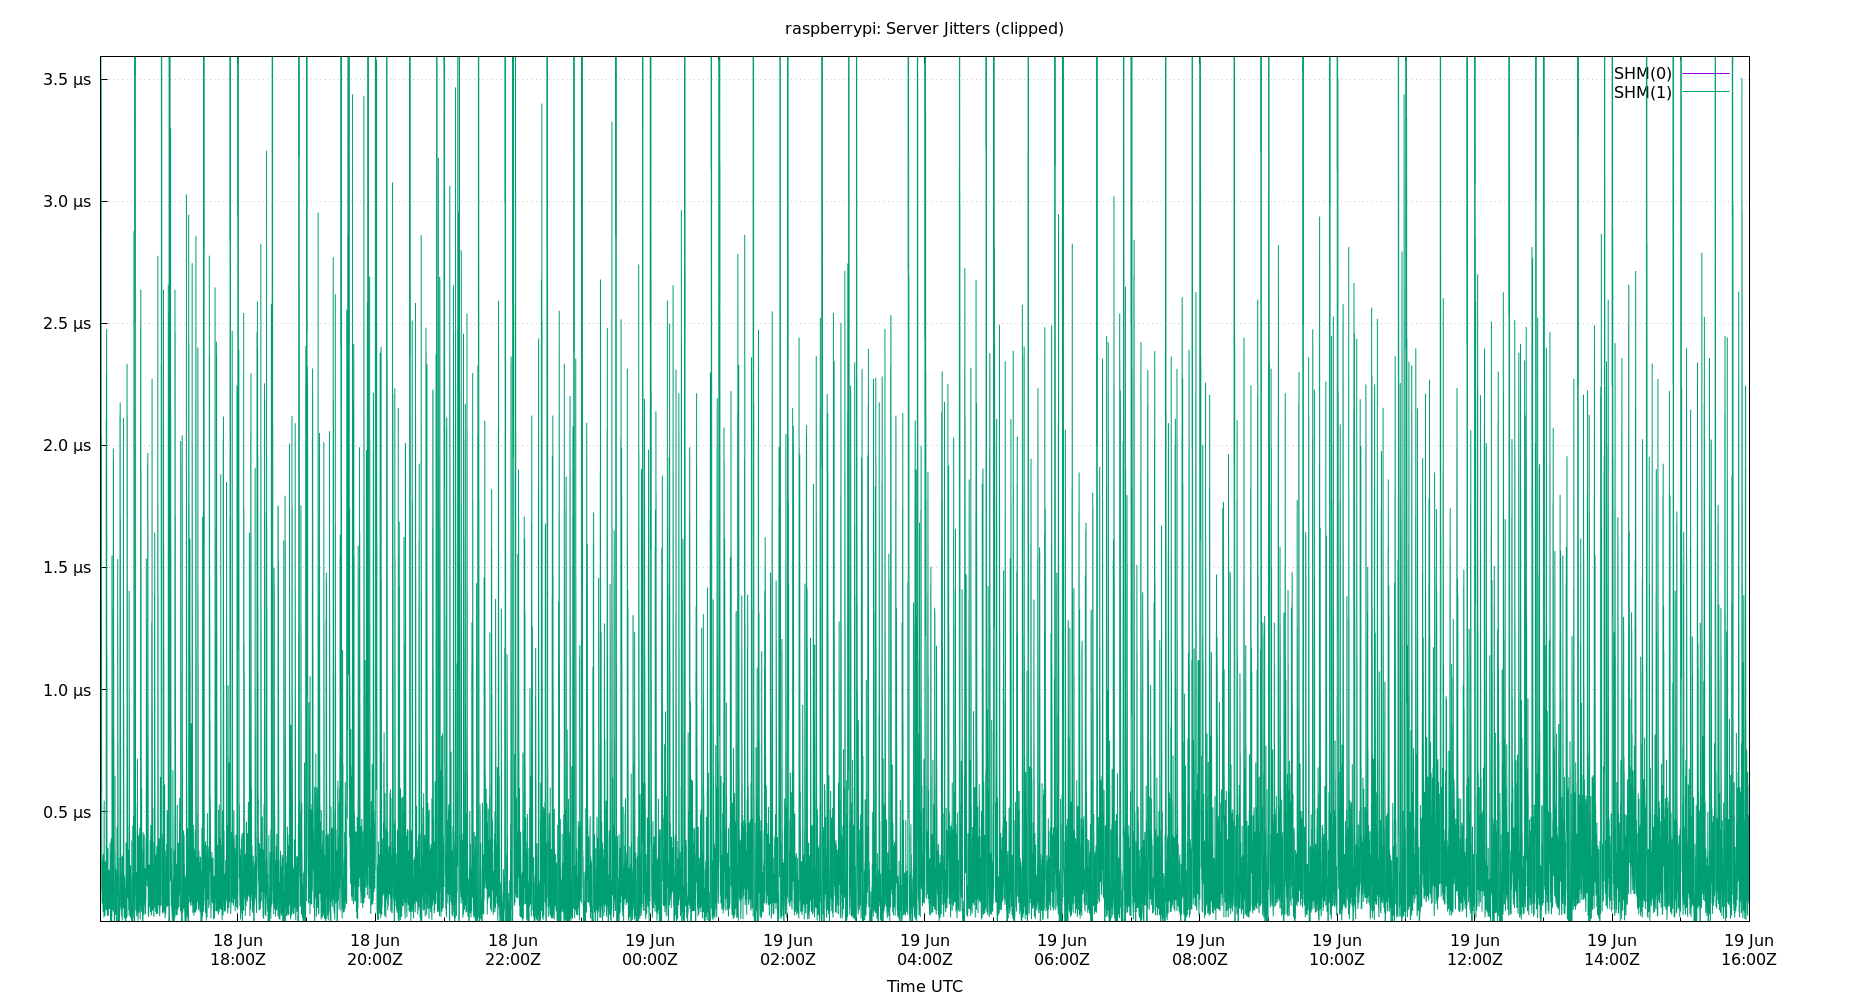 raspberrypi: Server Jitters (clipped)
SHM(0)
SHM(1)
3.5 µs
3.0 µs
2.5 µs
2.0 µs
1.5 µs
1.0 µs
0.5 µs
18 Jun 18 Jun 18 Jun 19 Jun 19 Jun 19 Jun 19 Jun 19 Jun 19 Jun 19 Jun 19 Jun 19 Jun
18:00Z 20:00Z 22:00Z 00:00Z 02:00Z 04:00Z 06:00Z 08:00Z 10:00Z 12:00Z 14:00Z 16:00Z
Time UTC